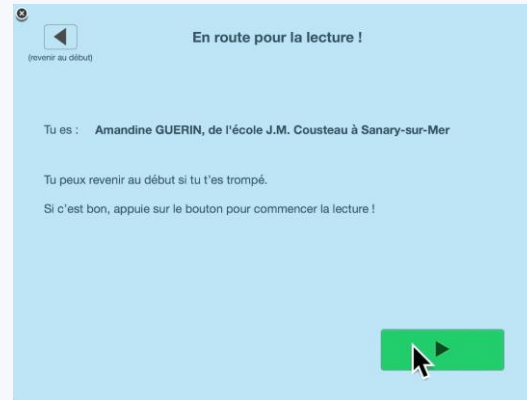 En route pour la lecture !
(revenir au début)
Tu es : Amandine GUERIN, de l'école J.M. Cousteau à Sanary-sur-Mer
Tu peux revenir au début si tu t'es trompé.
Si c'est bon, appuie sur le bouton pour commencer la lecture !